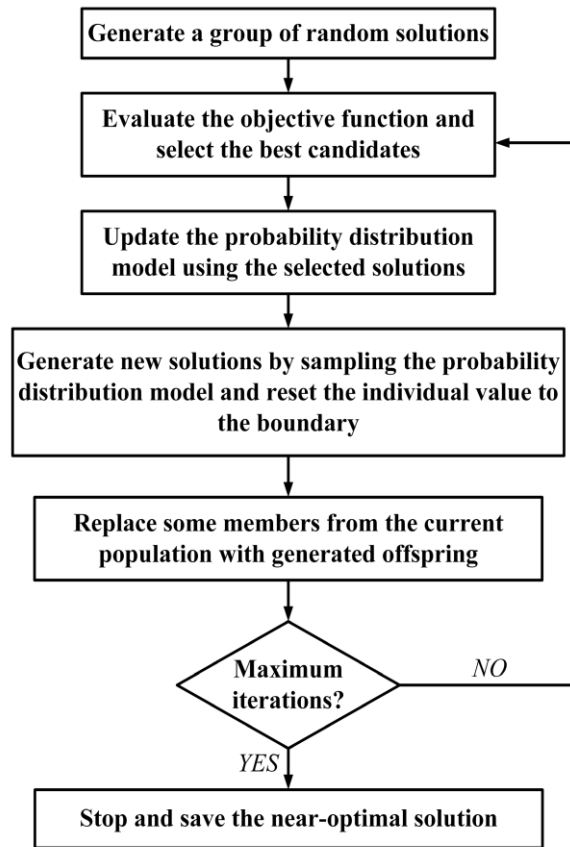 Generate a group of random solutions
Evaluate the objective function and
select the best candidates
Update the probability distribution
model using the selected solutions
Generate new solutions by sampling the probability
distribution model and reset the individual value to
the boundary
Replace some members from the current
population with generated offspring
Maximum
iterations?
NO
YES
Stop and save the near-optimal solution